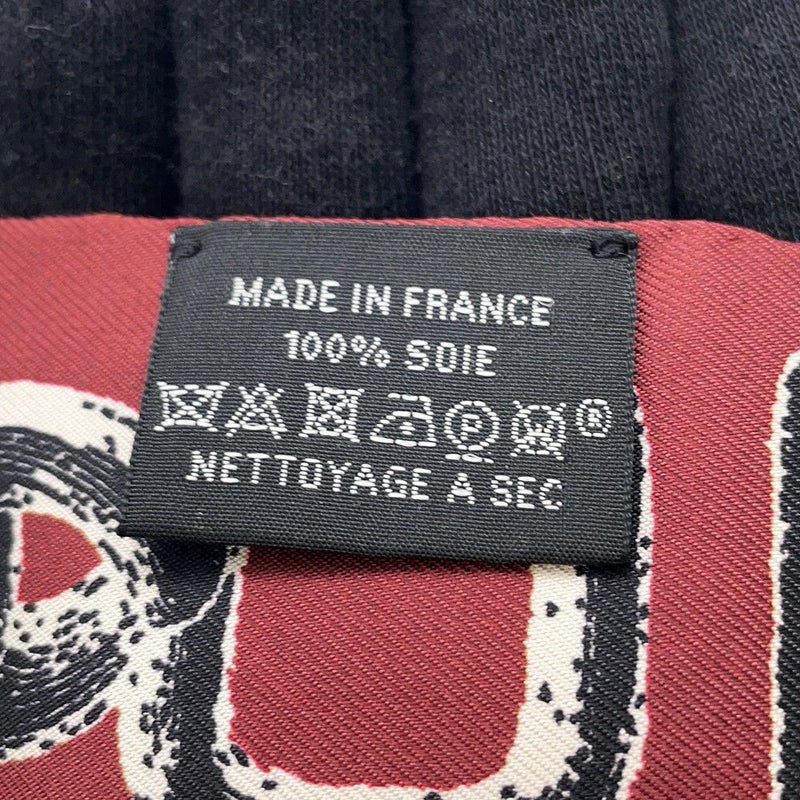 MADE IN FRANCE
100% SOIE
P W ®
NETTOYAGE A SEC